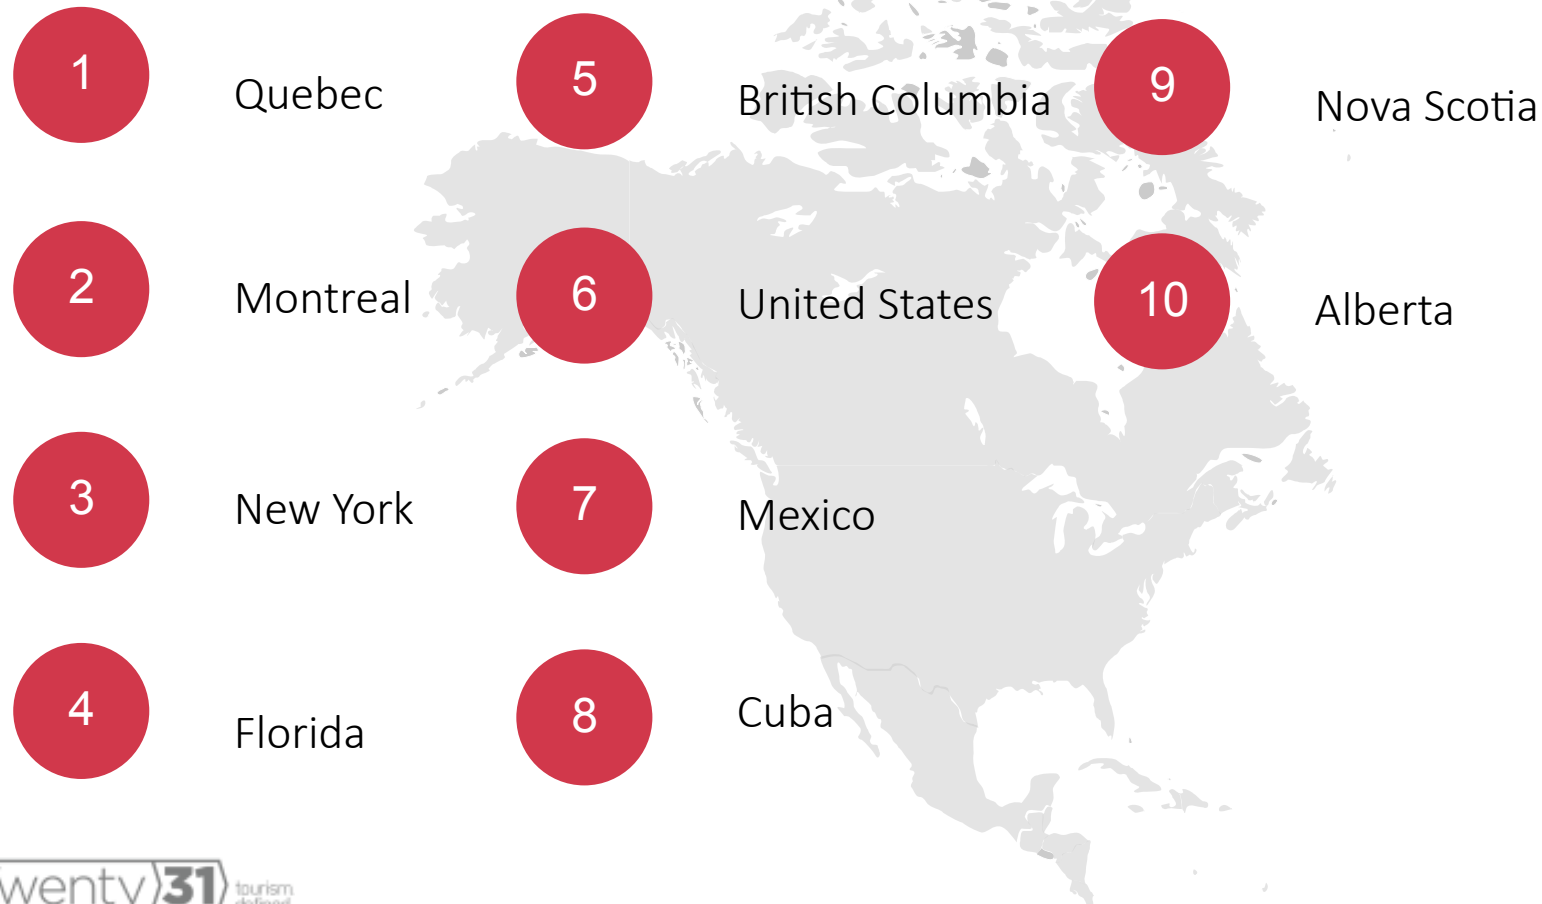 1
Quebec
2
Montreal
3
New York
4
Florida
5
British Columbia
6
United States
7
Mexico
8
Cuba
9
Nova Scotia
10
Alberta
wenty 31 tourism
defined